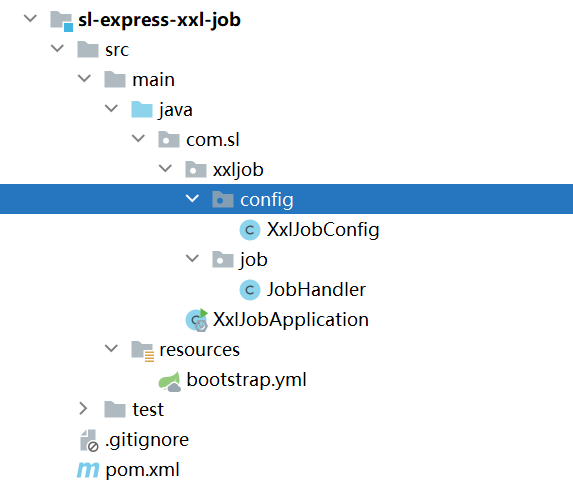 sl-express-xxl-job
src
main
java
com.sl
xxljob
config
XxlJobConfig
job
JobHandler
XxlJobApplication
resources
bootstrap.yml
test
.gitignore
pom.xml